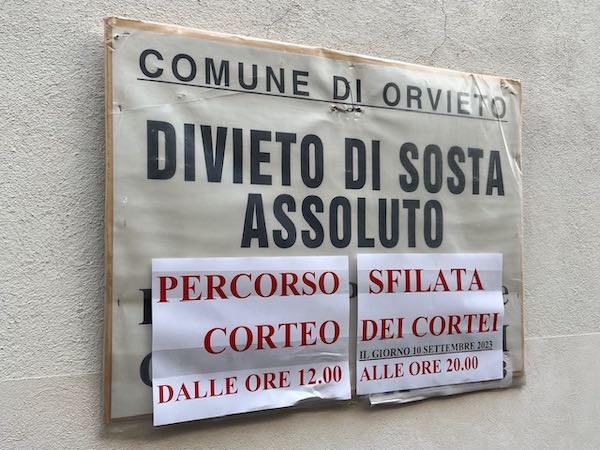 COMUNE DI ORVIETO
DIVIETO DI SOSTA
ASSOLUTO
PERCORSO
CORTEO
DALLE ORE 12.00
SFILATA
DEI CORTEI
IL GIORNO 10 SETTEMBRE 2023
ALLE ORE 20.00